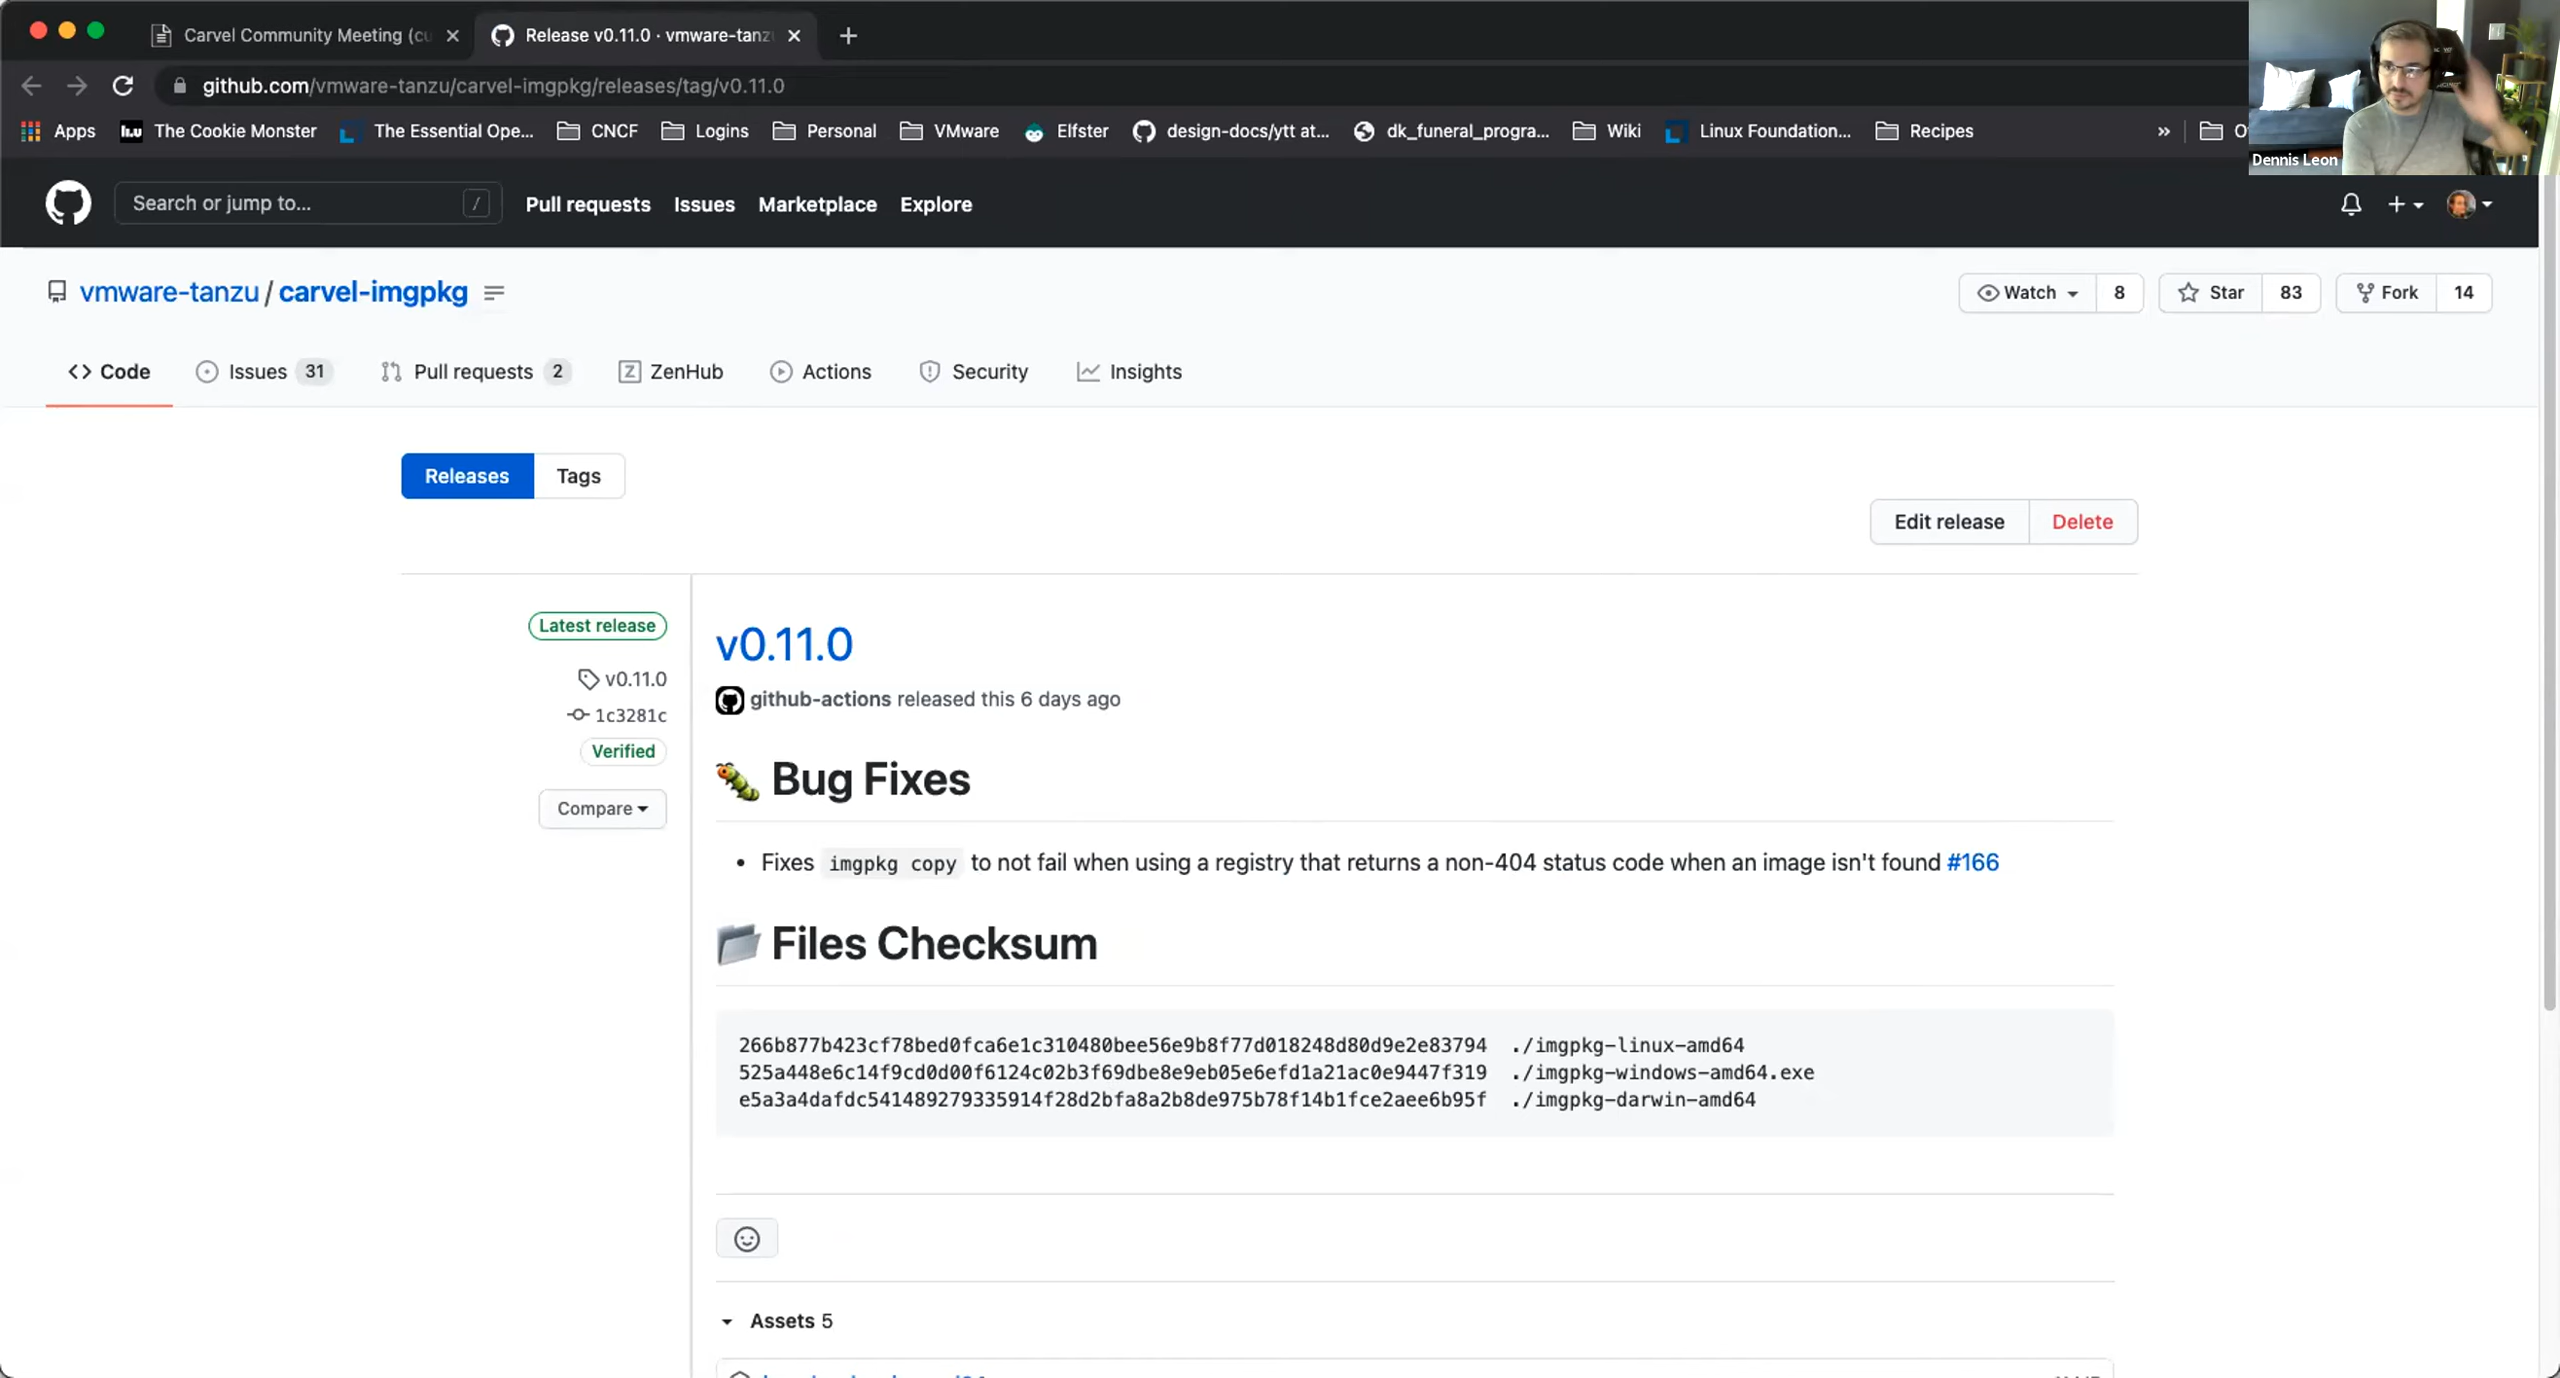 Carvel Community Meeting (cu
Release v0.11.0 · vmware-tanz
github.com/vmware-tanzu/carvel-imgpkg/releases/tag/v0.11.0
Apps
The Cookie Monster
The Essential Ope...
CNCF
Logins
Personal
VMware
Elfster
design-docs/ytt at...
dk_funeral_progra...
Wiki
Linux Foundation...
Recipes
»
O
Dennis Leon
Search or jump to...
/
Pull requests
Issues
Marketplace
Explore
vmware-tanzu / carvel-imgpkg
Watch 8
Star 83
Fork 14
Code
Issues 31
Pull requests 2
ZenHub
Actions
Security
Insights
Releases
Tags
Edit release
Delete
Latest release
v0.11.0
1c3281c
Verified
Compare
v0.11.0
github-actions released this 6 days ago
Bug Fixes
• Fixes imgpkg copy to not fail when using a registry that returns a non-404 status code when an image isn't found #166
Files Checksum
266b877b423cf78bed0fca6e1c310480bee56e9b8f77d018248d80d9e2e83794 ./imgpkg-linux-amd64
525a448e6c14f9cd0d00f6124c02b3f69dbe8e9eb05e6efd1a21ac0e9447f319 ./imgpkg-windows-amd64.exe
e5a3a4dafdc541489279335914f28d2bfa8a2b8de975b78f14b1fce2aee6b95f ./imgpkg-darwin-amd64
Assets 5